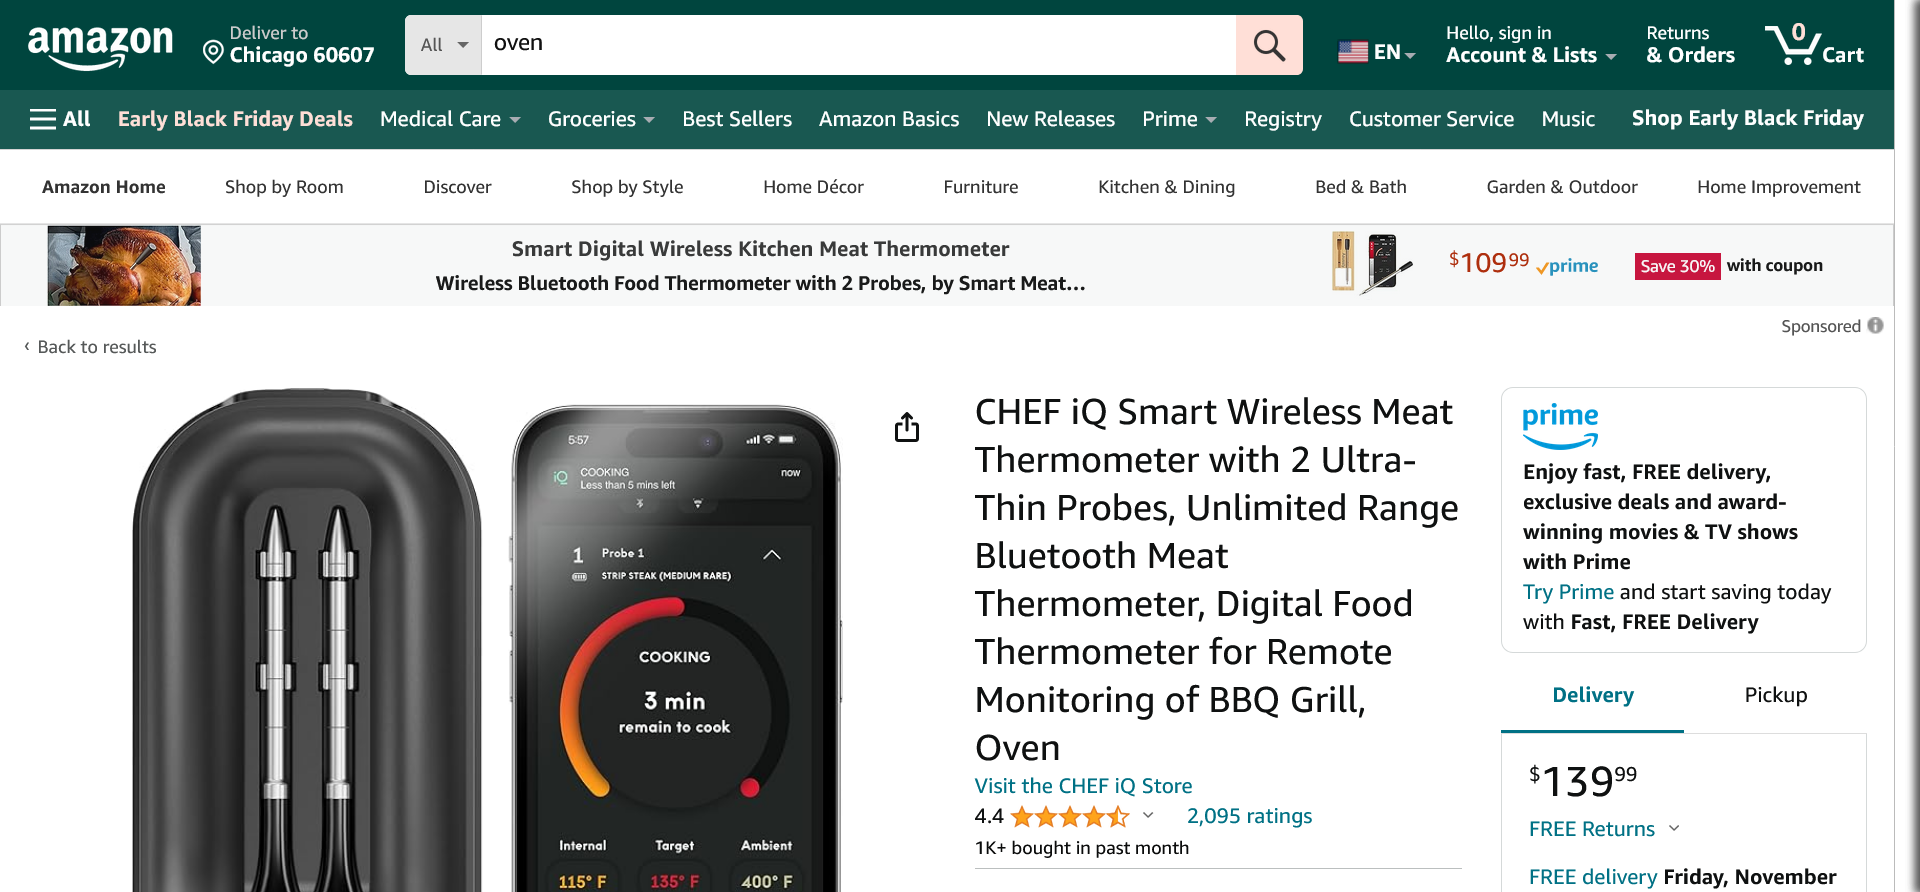 amazon
Deliver to
Chicago 60607
All
oven
EN
Hello, sign in
Account & Lists
Returns
& Orders
0
Cart
All
Early Black Friday Deals
Medical Care
Groceries
Best Sellers
Amazon Basics
New Releases
Prime
Registry
Customer Service
Music
Shop Early Black Friday
Amazon Home
Shop by Room
Discover
Shop by Style
Home Décor
Furniture
Kitchen & Dining
Bed & Bath
Garden & Outdoor
Home Improvement
Smart Digital Wireless Kitchen Meat Thermometer
Wireless Bluetooth Food Thermometer with 2 Probes, by Smart Meat...
$109 99
prime
Save 30% with coupon
Sponsored
‹ Back to results
5:57
iQ
COOKING
now
Less than 5 mins left
1
Probe 1
STRIP STEAK (MEDIUM RARE)
COOKING
3 min
remain to cook
Internal
Target
Ambient
115° F
135° F
400° F
CHEF iQ Smart Wireless Meat
Thermometer with 2 Ultra-
Thin Probes, Unlimited Range
Bluetooth Meat
Thermometer, Digital Food
Thermometer for Remote
Monitoring of BBQ Grill,
Oven
Visit the CHEF iQ Store
4.4
2,095 ratings
1K+ bought in past month
prime
Enjoy fast, FREE delivery,
exclusive deals and award-
winning movies & TV shows
with Prime
Try Prime and start saving today
with Fast, FREE Delivery
Delivery
Pickup
$139 99
FREE Returns
FREE delivery Friday, November